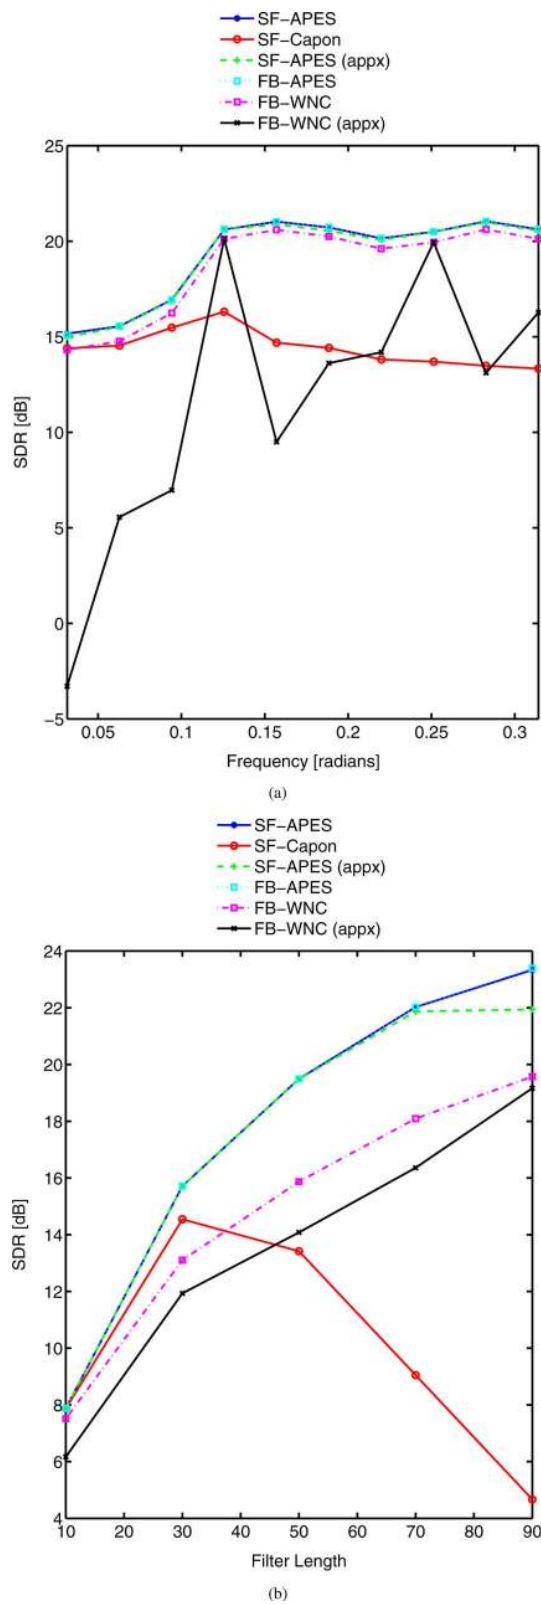 SF-APES
SF-Capon
SF-APES (appx)
FB-APES
FB-WNC
FB-WNC (appx)
25
20
15
10
5
0
-5
SDR [dB]
0.05 0.1 0.15 0.2 0.25 0.3
Frequency [radians]
(a)
SF-APES
SF-Capon
SF-APES (appx)
FB-APES
FB-WNC
FB-WNC (appx)
24
22
20
18
16
14
12
10
8
6
4
SDR [dB]
10 20 30 40 50 60 70 80 90
Filter Length
(b)